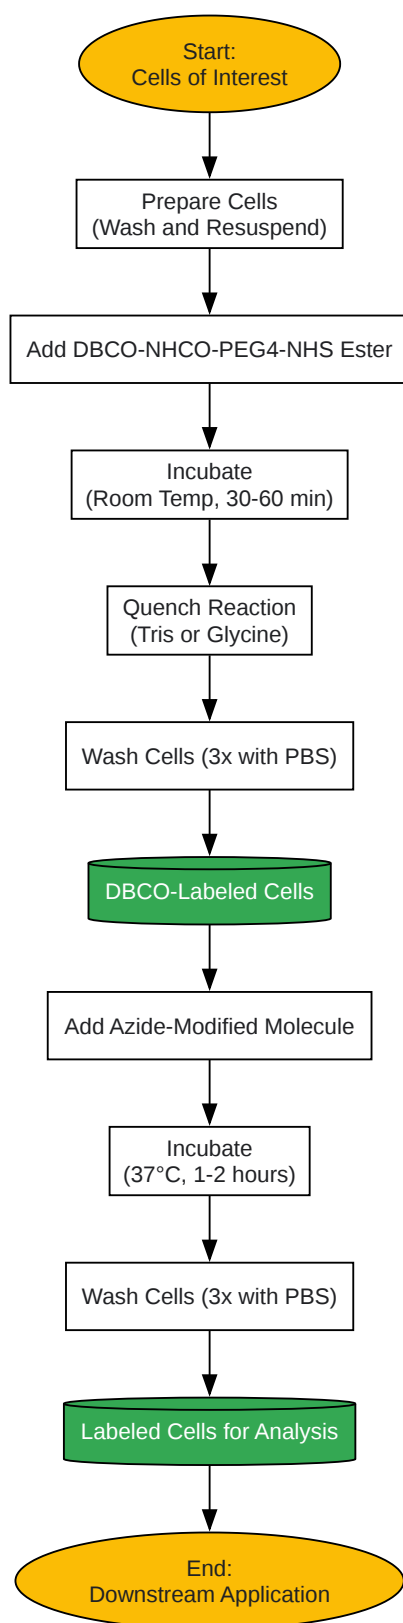 Start:
Cells of Interest
Prepare Cells
(Wash and Resuspend)
Add DBCO-NHCO-PEG4-NHS Ester
Incubate
(Room Temp, 30-60 min)
Quench Reaction
(Tris or Glycine)
Wash Cells (3x with PBS)
DBCO-Labeled Cells
Add Azide-Modified Molecule
Incubate
(37°C, 1-2 hours)
Wash Cells (3x with PBS)
Labeled Cells for Analysis
End:
Downstream Application